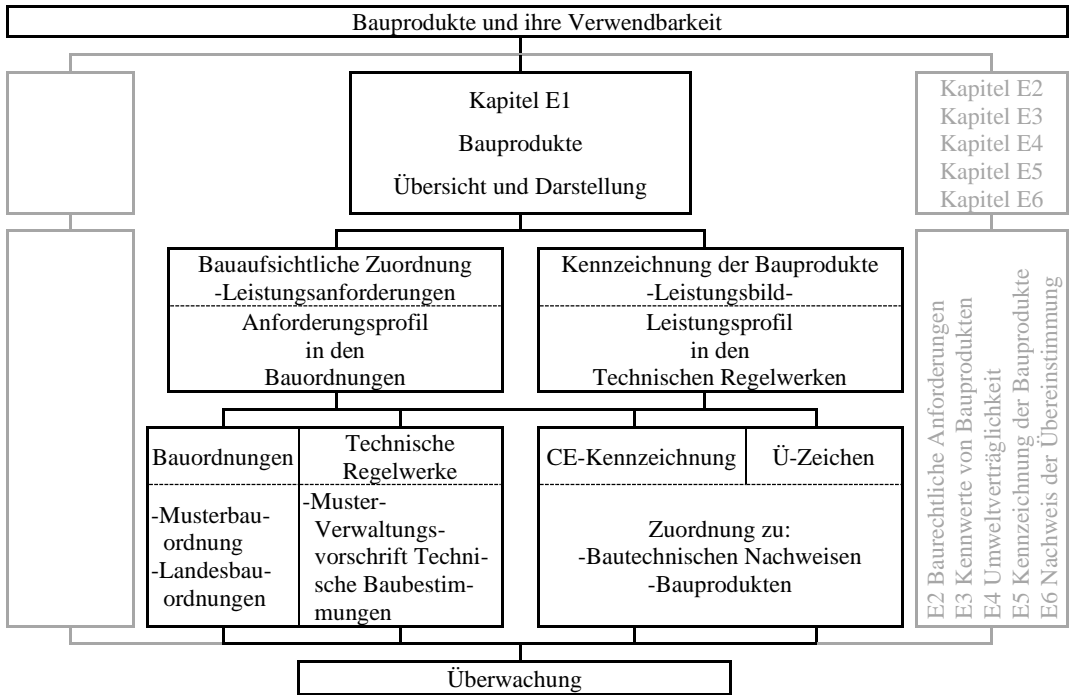 Bauprodukte und ihre Verwendbarkeit
Kapitel E1
Bauprodukte
Übersicht und Darstellung
Kapitel E2
Kapitel E3
Kapitel E4
Kapitel E5
Kapitel E6
Bauaufsichtliche Zuordnung
-Leistungsanforderungen
Anforderungsprofil
in den
Bauordnungen
Kennzeichnung der Bauprodukte
-Leistungsbild-
Leistungsprofil
in den
Technischen Regelwerken
Bauordnungen
-Musterbau-
ordnung
-Landesbau-
ordnungen
Technische
Regelwerke
-Muster-
Verwaltungs-
vorschrift Techni-
sche Baubestim-
mungen
CE-Kennzeichnung
Ü-Zeichen
Zuordnung zu:
-Bautechnischen Nachweisen
-Bauprodukten
E2 Baurechtliche Anforderungen
E3 Kennwerte von Bauprodukten
E4 Umweltverträglichkeit
E5 Kennzeichnung der Bauprodukte
E6 Nachweis der Übereinstimmung
Überwachung